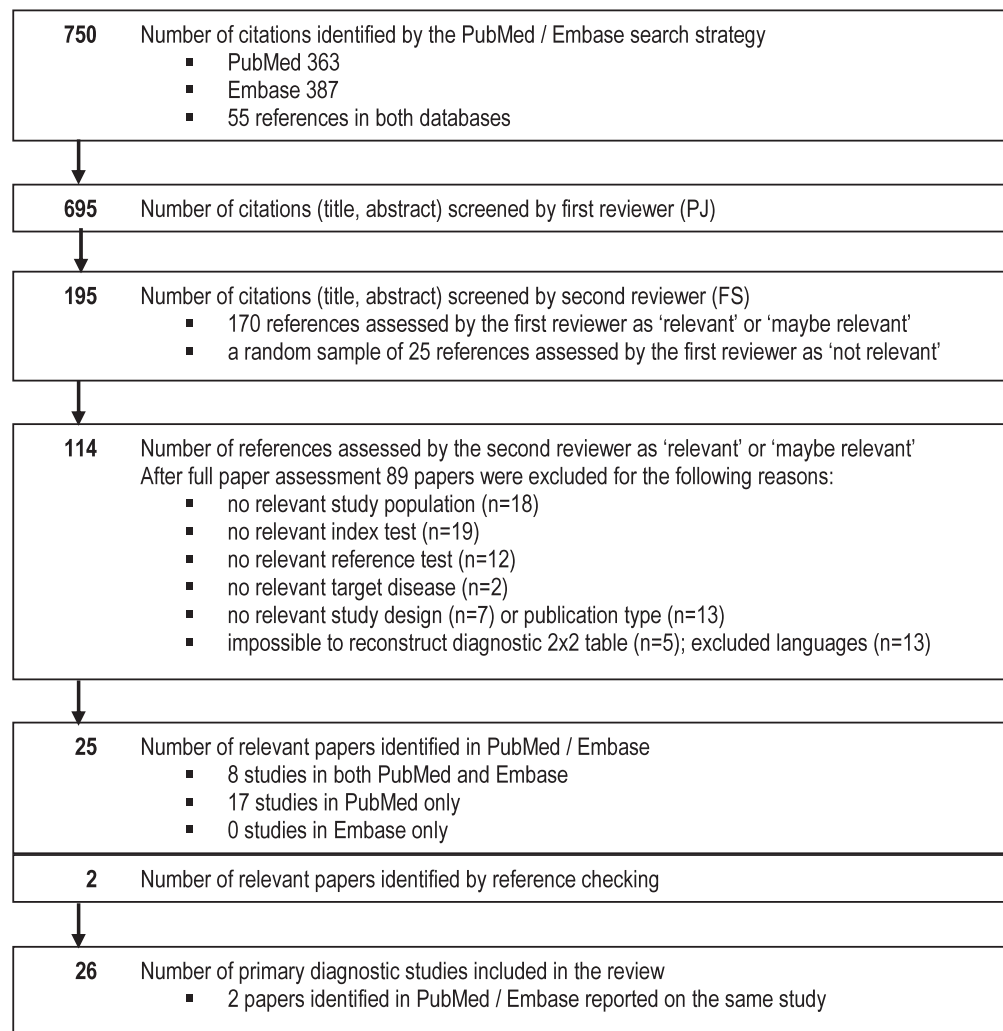 750 Number of citations identified by the PubMed / Embase search strategy
▪ PubMed 363
▪ Embase 387
▪ 55 references in both databases
695 Number of citations (title, abstract) screened by first reviewer (PJ)
195 Number of citations (title, abstract) screened by second reviewer (FS)
▪ 170 references assessed by the first reviewer as ‘relevant’ or ‘maybe relevant’
▪ a random sample of 25 references assessed by the first reviewer as ‘not relevant’
114 Number of references assessed by the second reviewer as ‘relevant’ or ‘maybe relevant’
After full paper assessment 89 papers were excluded for the following reasons:
▪ no relevant study population (n=18)
▪ no relevant index test (n=19)
▪ no relevant reference test (n=12)
▪ no relevant target disease (n=2)
▪ no relevant study design (n=7) or publication type (n=13)
▪ impossible to reconstruct diagnostic 2x2 table (n=5); excluded languages (n=13)
25 Number of relevant papers identified in PubMed / Embase
▪ 8 studies in both PubMed and Embase
▪ 17 studies in PubMed only
▪ 0 studies in Embase only
2 Number of relevant papers identified by reference checking
26 Number of primary diagnostic studies included in the review
▪ 2 papers identified in PubMed / Embase reported on the same study